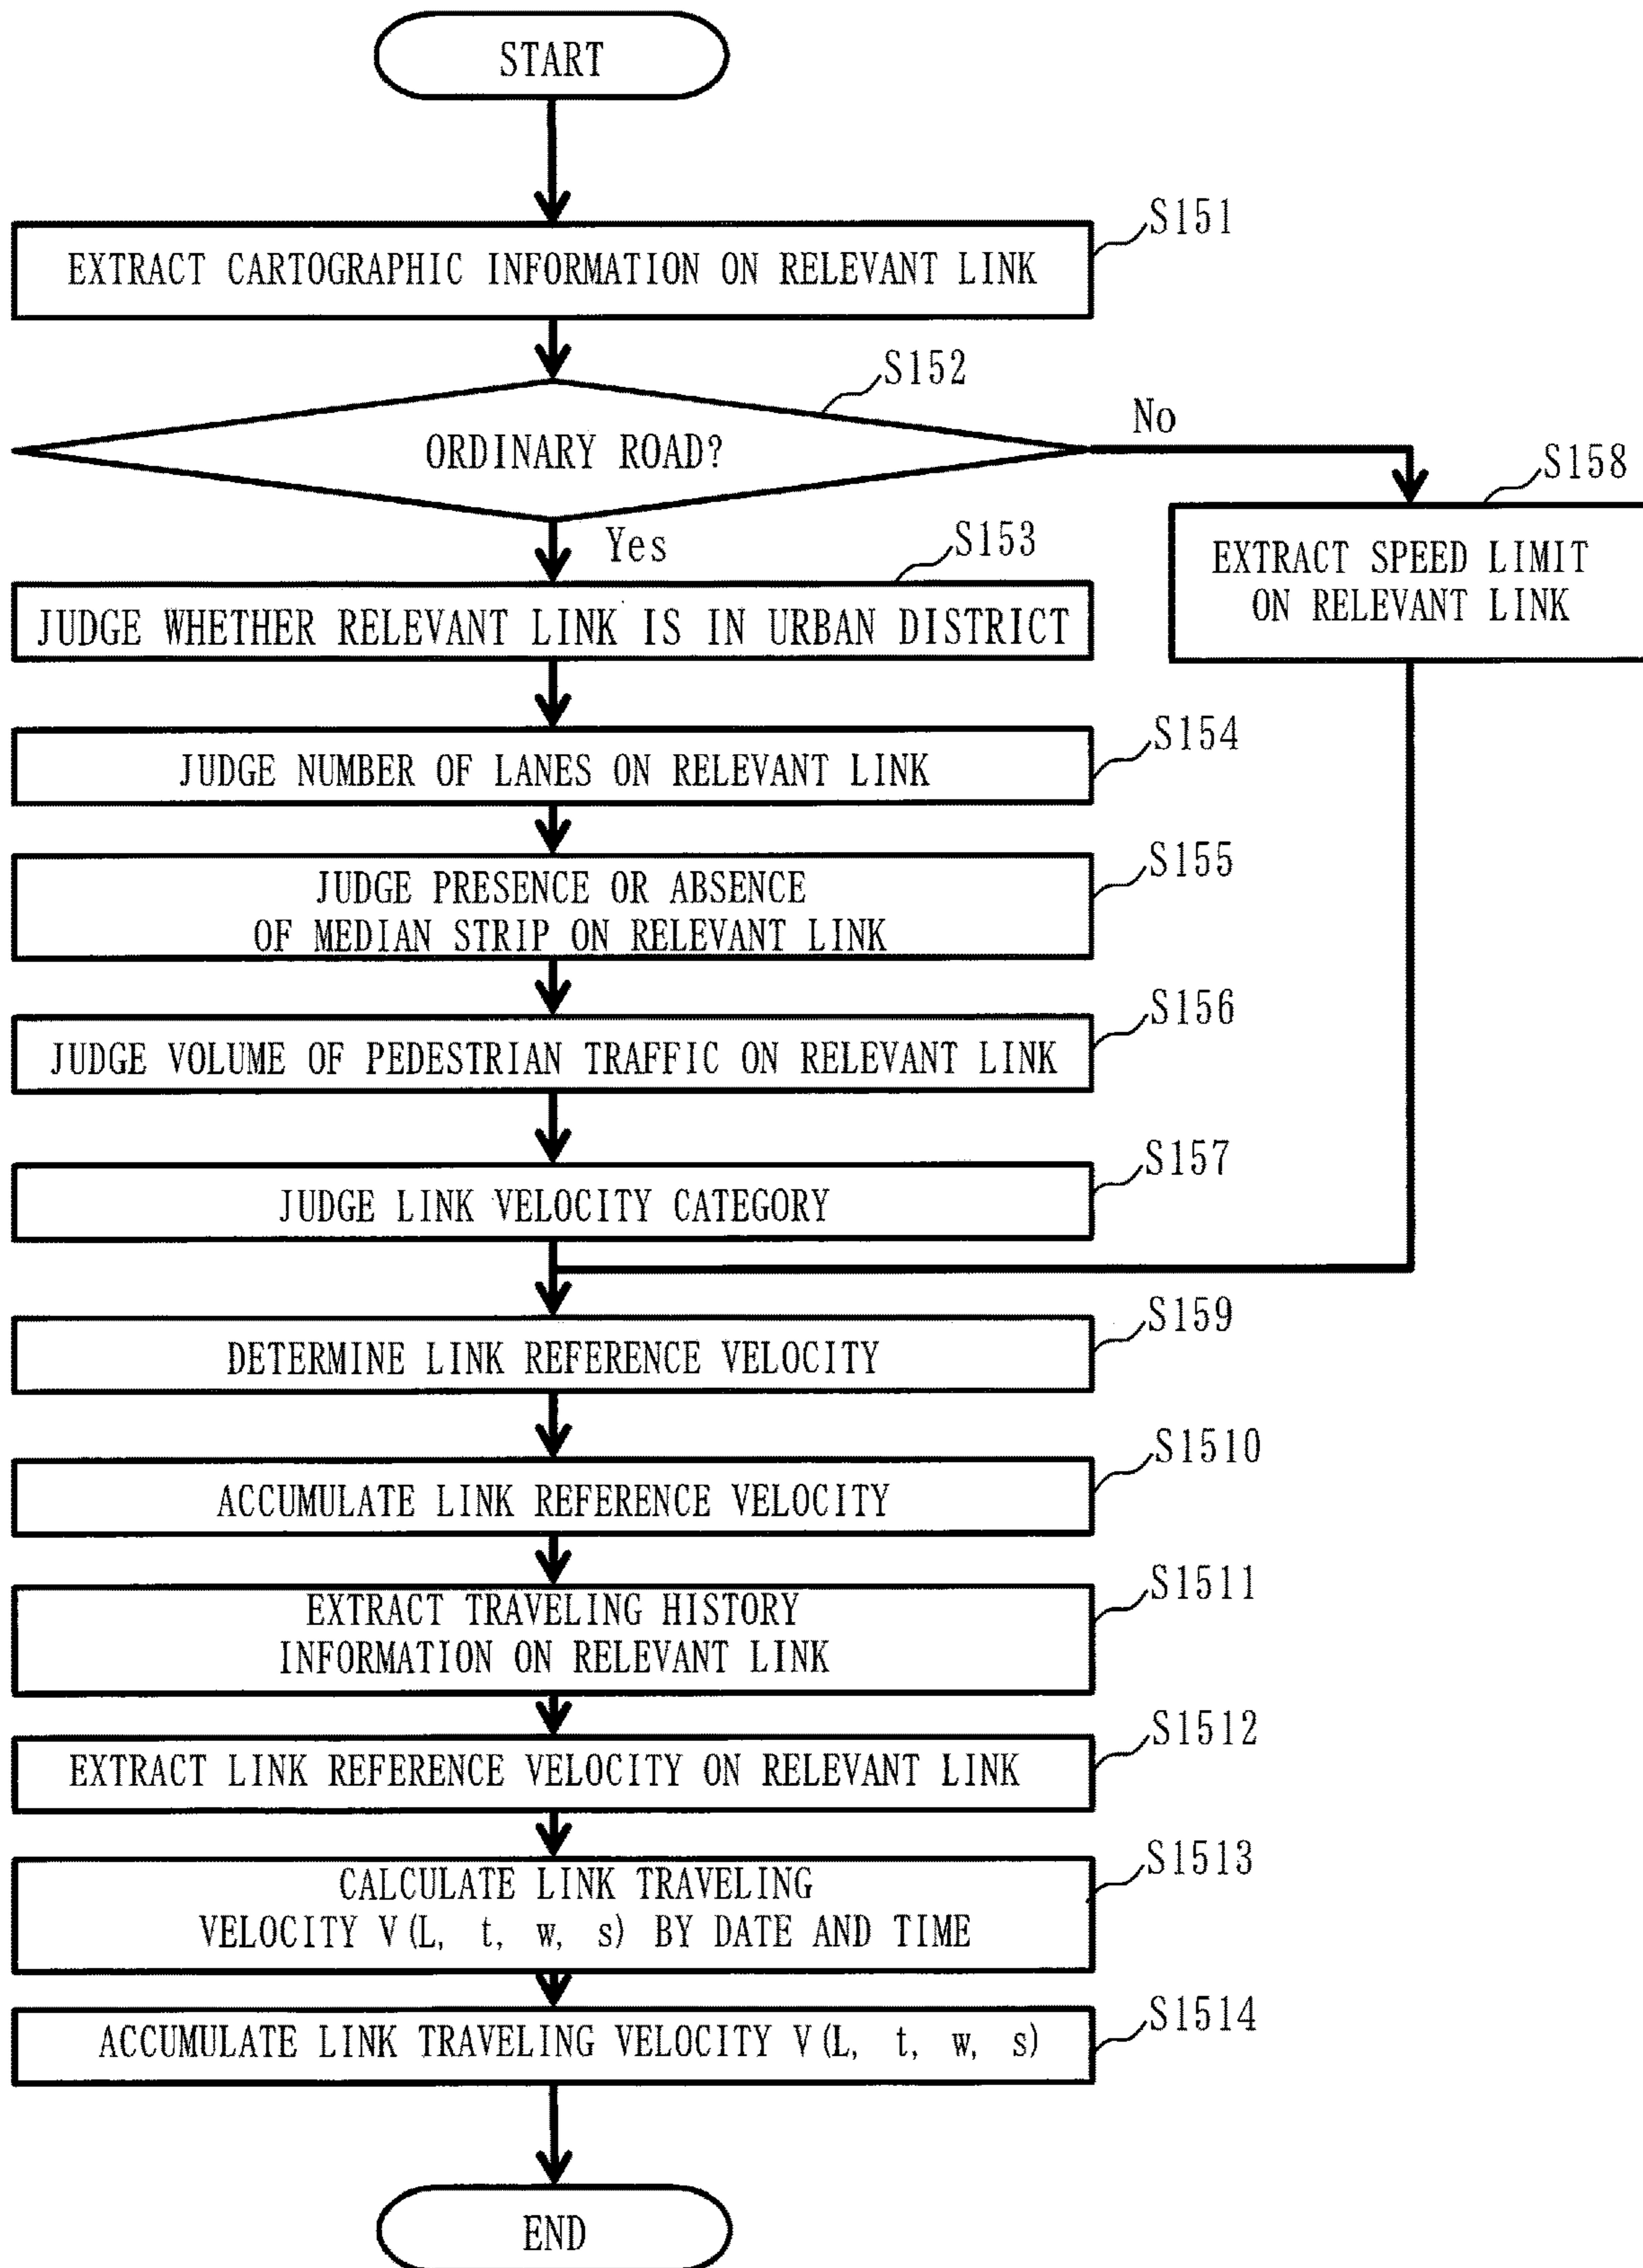 START
S151
EXTRACT CARTOGRAPHIC INFORMATION ON RELEVANT LINK
S152
ORDINARY ROAD?
No
Yes
S158
EXTRACT SPEED LIMIT
ON RELEVANT LINK
S153
JUDGE WHETHER RELEVANT LINK IS IN URBAN DISTRICT
S154
JUDGE NUMBER OF LANES ON RELEVANT LINK
S155
JUDGE PRESENCE OR ABSENCE
OF MEDIAN STRIP ON RELEVANT LINK
S156
JUDGE VOLUME OF PEDESTRIAN TRAFFIC ON RELEVANT LINK
S157
JUDGE LINK VELOCITY CATEGORY
S159
DETERMINE LINK REFERENCE VELOCITY
S1510
ACCUMULATE LINK REFERENCE VELOCITY
S1511
EXTRACT TRAVELING HISTORY
INFORMATION ON RELEVANT LINK
S1512
EXTRACT LINK REFERENCE VELOCITY ON RELEVANT LINK
S1513
CALCULATE LINK TRAVELING
VELOCITY V(L, t, w, s) BY DATE AND TIME
S1514
ACCUMULATE LINK TRAVELING VELOCITY V(L, t, w, s)
END